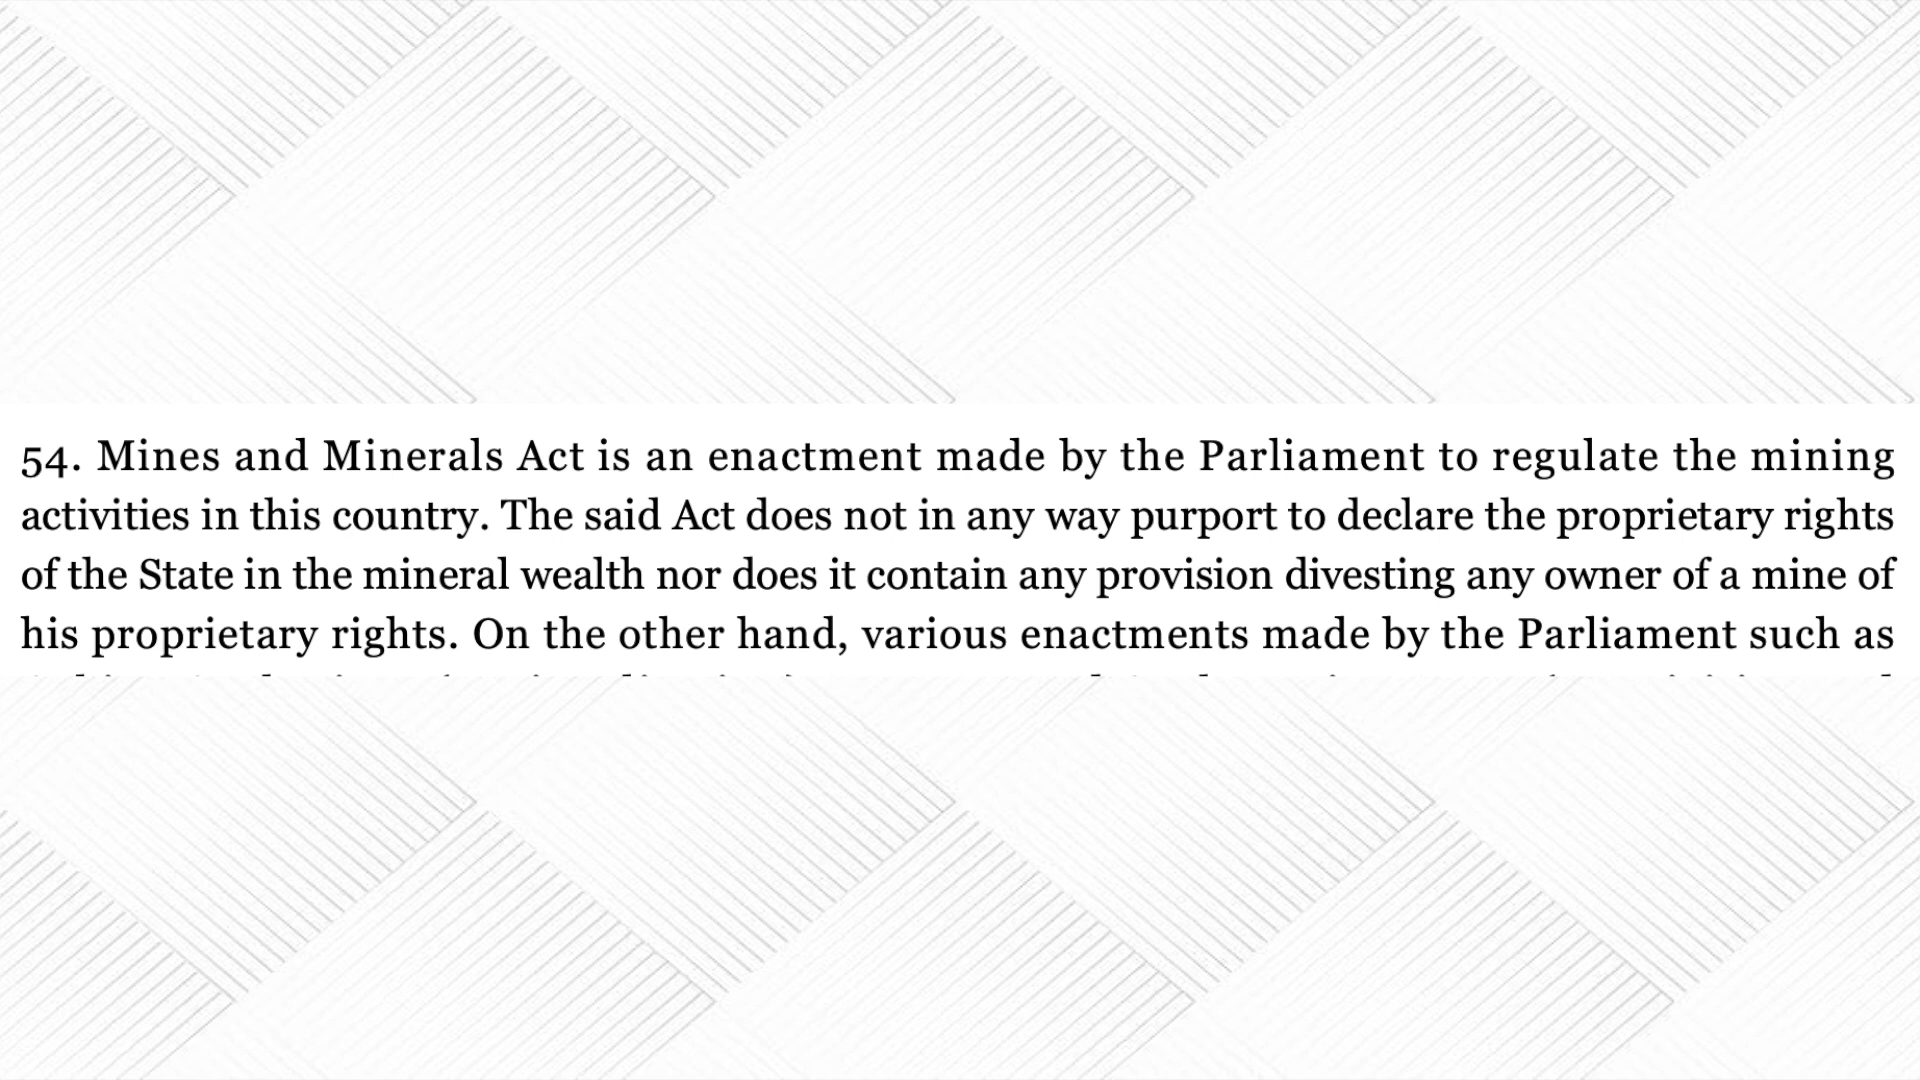 54. Mines and Minerals Act is an enactment made by the Parliament to regulate the mining
activities in this country. The said Act does not in any way purport to declare the proprietary rights
of the State in the mineral wealth nor does it contain any provision divesting any owner of a mine of
his proprietary rights. On the other hand, various enactments made by the Parliament such as